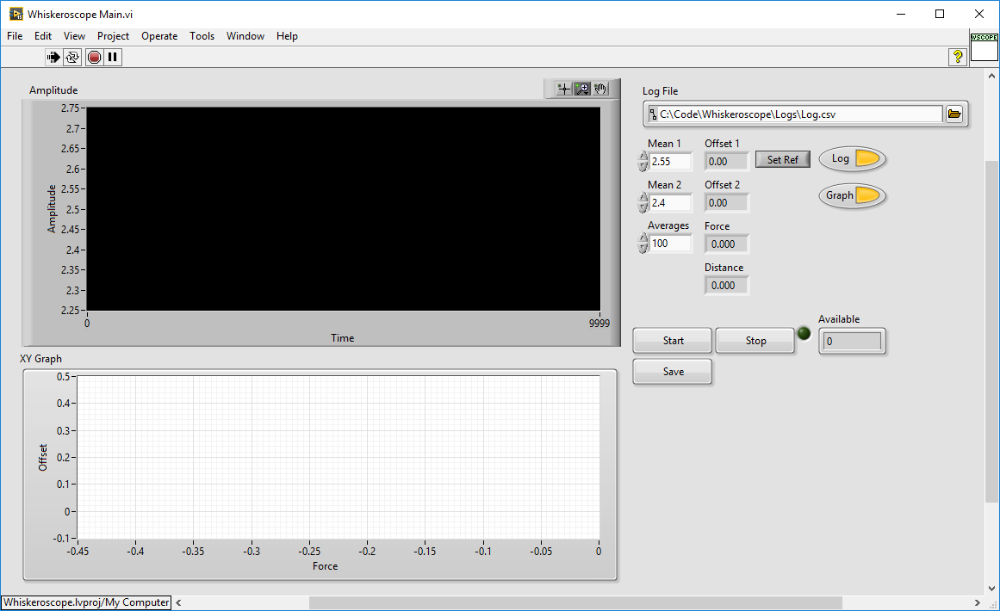 Whiskeroscope Main.vi
File Edit View Project Operate Tools Window Help
WSCOPE
?
Amplitude
2.75
2.7
2.65
2.6
2.55
2.5
2.45
2.4
2.35
2.3
2.25
Amplitude
0 9999
Time
XY Graph
0.5
0.4
0.3
0.2
0.1
0
-0.1
Offset
-0.45 -0.4 -0.35 -0.3 -0.25 -0.2 -0.15 -0.1 -0.05 0
Force
Log File
C:\Code\Whiskeroscope\Logs\Log.csv
Mean 1 Offset 1
2.55 0.00 Set Ref Log
Mean 2 Offset 2
2.4 0.00 Graph
Averages Force
100 0.000
Distance
0.000
Available
Start Stop 0
Save
Whiskeroscope.lvproj/My Computer